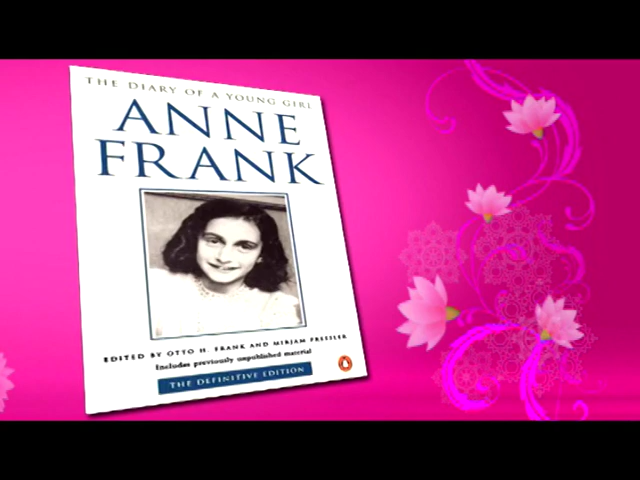 THE DIARY OF A YOUNG GIRL
ANNE
FRANK
EDITED BY OTTO H. FRANK AND MIRJAM PRESSLER
Includes previously unpublished material
THE DEFINITIVE EDITION